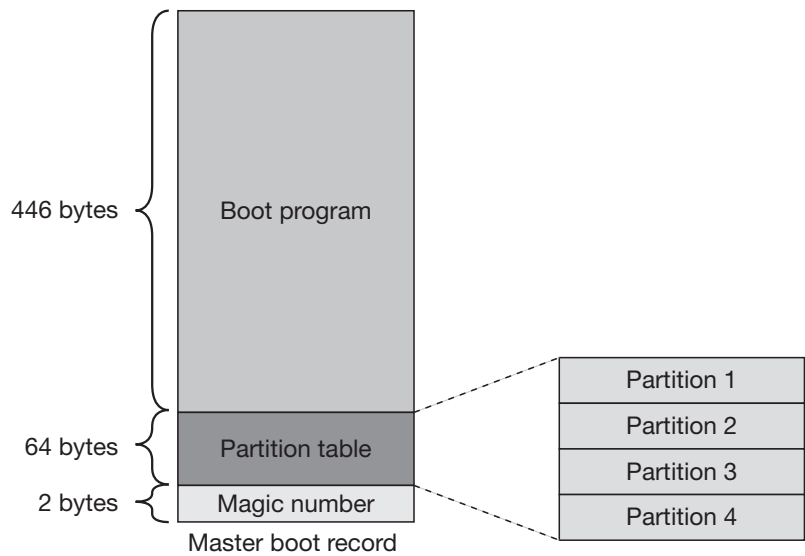 446 bytes
Boot program
Partition 1
Partition 2
Partition 3
Partition 4
64 bytes
Partition table
2 bytes
Magic number
Master boot record